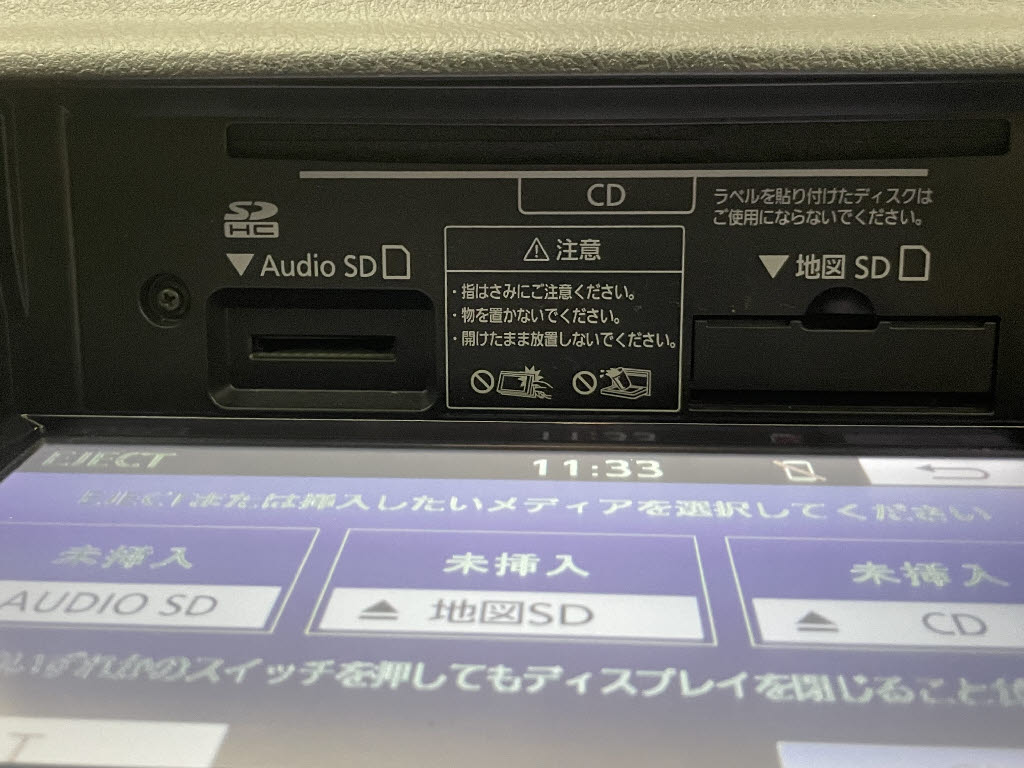 CD
ラベルを貼り付けたディスクは
ご使用にならないでください。
SD
HC
▼Audio SD
⚠注意
・指はさみにご注意ください。
・物を置かないでください。
・開けたまま放置しないでください。
▼地図 SD
EJECT
11:33
EJECTまたは挿入したいメディアを選択してください
未挿入
AUDIO SD
未挿入
⏏ 地図SD
未挿入
⏏ CD
いずれかのスイッチを押してもディスプレイを閉じること
T